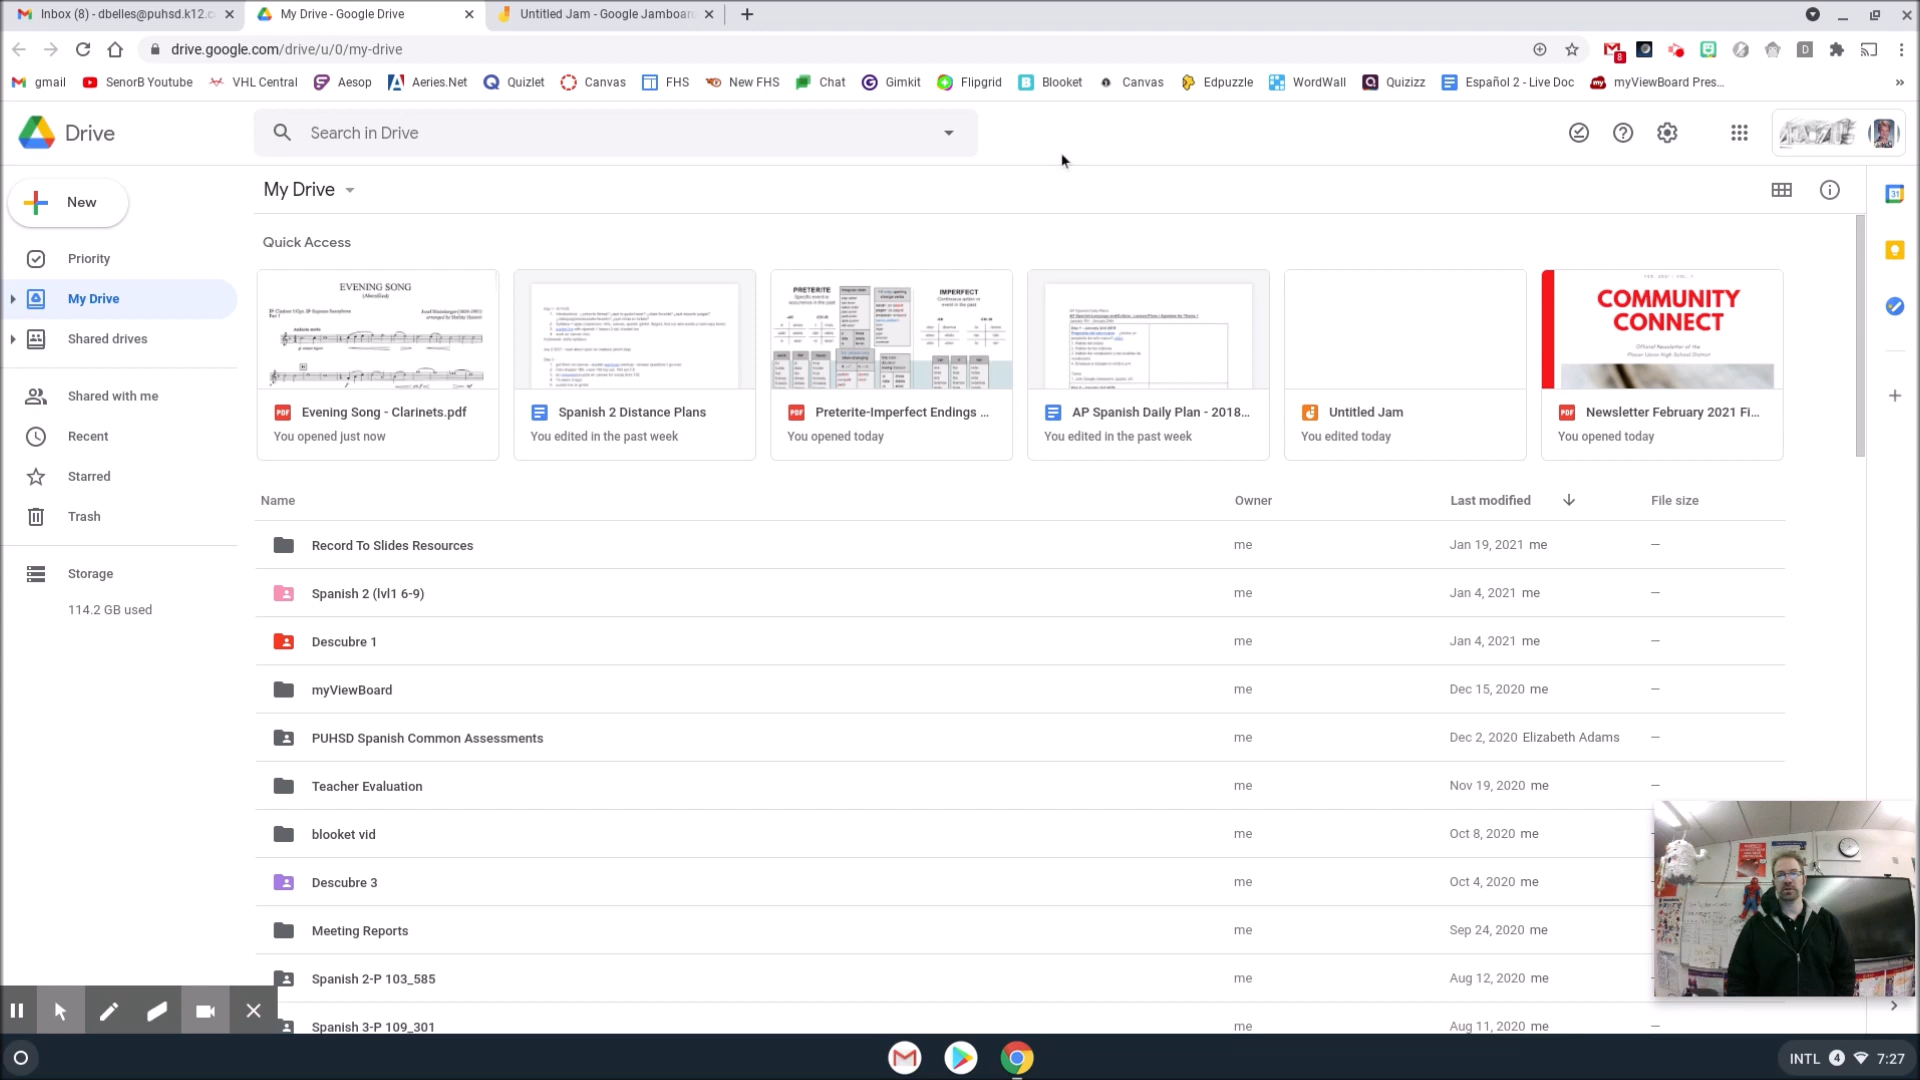 Inbox (8) - dbelles@puhsd.k12.c
My Drive - Google Drive
Untitled Jam - Google Jamboard
drive.google.com/drive/u/0/my-drive
8
D
gmail
SenorB Youtube
VHL Central
Aesop
Aeries.Net
Quizlet
Canvas
FHS
New FHS
Chat
Gimkit
Flipgrid
Blooket
Canvas
Edpuzzle
WordWall
Quizizz
Español 2 - Live Doc
myViewBoard Pres...
Drive
Search in Drive
New
My Drive
31
Priority
My Drive
Shared drives
Shared with me
Recent
Starred
Trash
Storage
114.2 GB used
Quick Access
EVENING SONG
PRETERITE
IMPERFECT
COMMUNITY
CONNECT
Evening Song - Clarinets.pdf
You opened just now
Spanish 2 Distance Plans
You edited in the past week
Preterite-Imperfect Endings ...
You opened today
AP Spanish Daily Plan - 2018...
You edited in the past week
Untitled Jam
You edited today
Newsletter February 2021 Fi...
You opened today
Name Owner Last modified File size
Record To Slides Resources me Jan 19, 2021 me —
Spanish 2 (lvl1 6-9) me Jan 4, 2021 me —
Descubre 1 me Jan 4, 2021 me —
myViewBoard me Dec 15, 2020 me —
PUHSD Spanish Common Assessments me Dec 2, 2020 Elizabeth Adams —
Teacher Evaluation me Nov 19, 2020 me —
blooket vid me Oct 8, 2020 me
Descubre 3 me Oct 4, 2020 me
Meeting Reports me Sep 24, 2020 me
Spanish 2-P 103_585 me Aug 12, 2020 me
Spanish 3-P 109_301 me Aug 11, 2020 me —
INTL 4 7:27